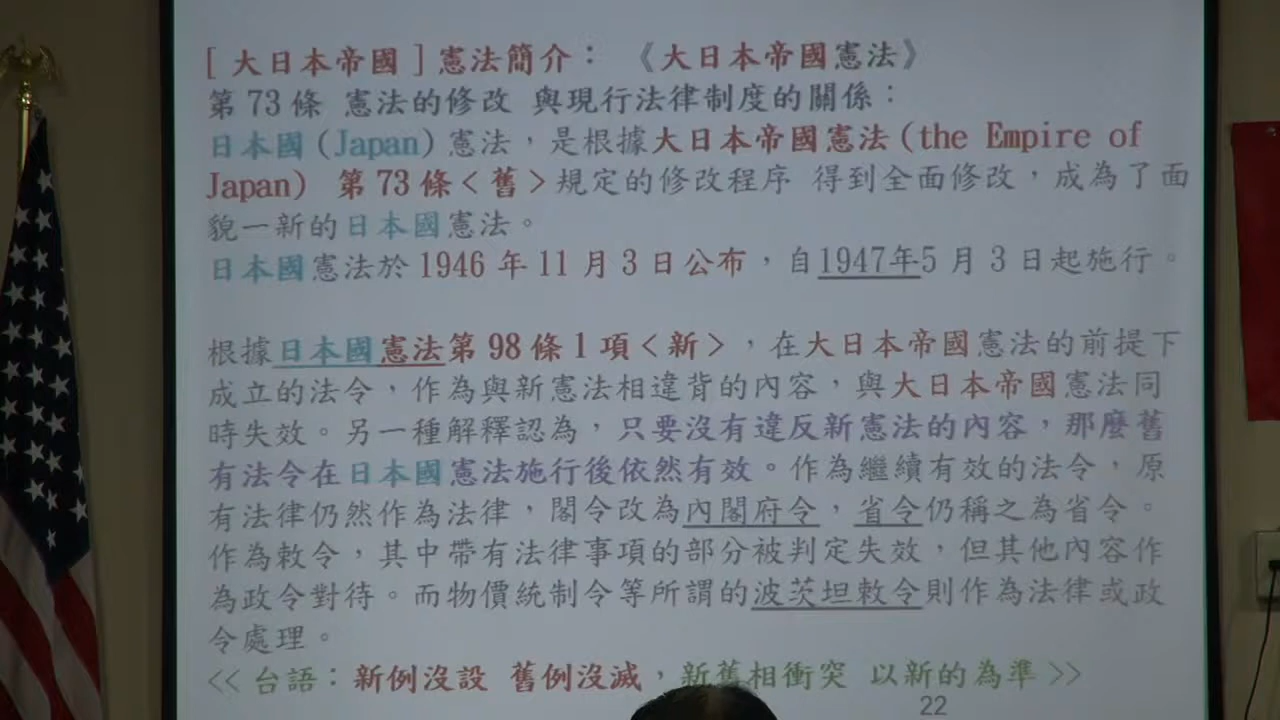 [ 大日本帝國 ] 憲法簡介： 《大日本帝國憲法》
第 73 條 憲法的修改 與現行法律制度的關係：
日本國 (Japan) 憲法，是根據大日本帝國憲法 (the Empire of
Japan) 第 73 條 < 舊 > 規定的修改程序 得到全面修改，成為了面
貌一新的日本國憲法。
日本國憲法於 1946 年 11 月 3 日公布，自1947年5 月 3 日起施行。
根據日本國憲法第 98 條 1 項 < 新 > ，在大日本帝國憲法的前提下
成立的法令，作為與新憲法相違背的內容，與大日本帝國憲法同
時失效。另一種解釋認為，只要沒有違反新憲法的內容，那麼舊
有法令在日本國憲法施行後依然有效。作為繼續有效的法令，原
有法律仍然作為法律，閣令改為內閣府令，省令仍稱之為省令。
作為敕令，其中帶有法律事項的部分被判定失效，但其他內容作
為政令對待。而物價統制令等所謂的波茨坦敕令則作為法律或政
令處理。
<< 台語：新例沒設 舊例沒滅，新舊相衝突 以新的為準 >>
22